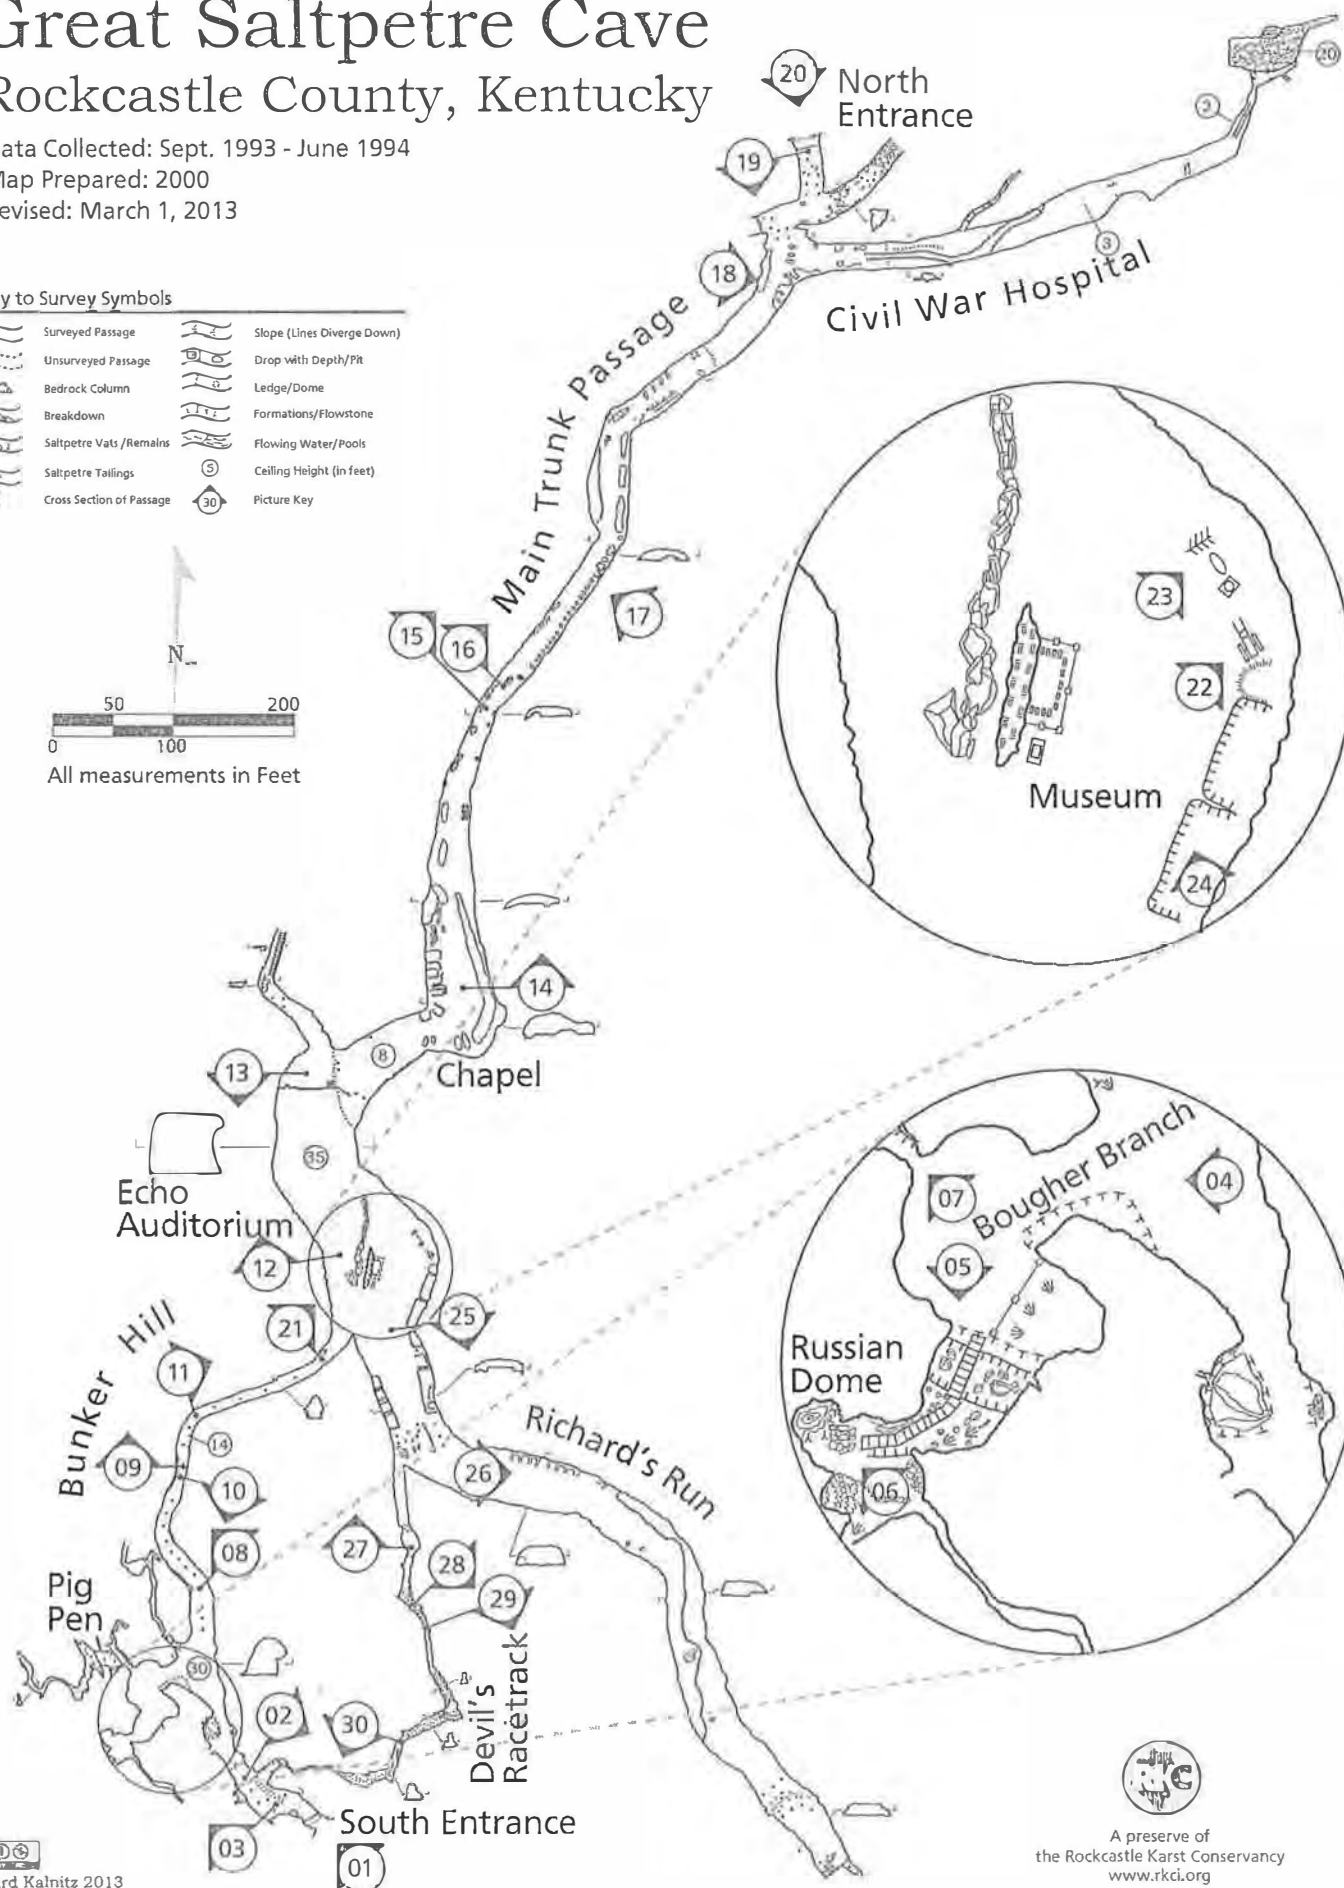 Great Saltpetre Cave
Rockcastle County, Kentucky
ata Collected: Sept. 1993 - June 1994
Map Prepared: 2000
evised: March 1, 2013
y to Survey Symbols
Surveyed Passage
Slope (Lines Diverge Down)
Unsurveyed Passage
Drop with Depth/Pit
Bedrock Column
Ledge/Dome
Breakdown
Formations/Flowstone
Saltpetre Vats/Remains
Flowing Water/Pools
Saltpetre Tailings
5
Ceiling Height (in feet)
Cross Section of Passage
30
Picture Key
N
50
200
0
100
All measurements in Feet
20
North
Entrance
20
3
19
3
18
Civil War Hospital
Main Trunk Passage
17
15
16
23
22
Museum
24
14
8
13
Chapel
35
Echo
Auditorium
12
25
21
Bunker Hill
11
14
09
10
08
Richard's Run
26
27
28
29
Pig
Pen
30
02
30
Devil's
Racetrack
South Entrance
03
01
Bougher Branch
04
07
05
Russian
Dome
06
C
A preserve of
the Rockcastle Karst Conservancy
www.rkci.org
rd Kalnitz 2013